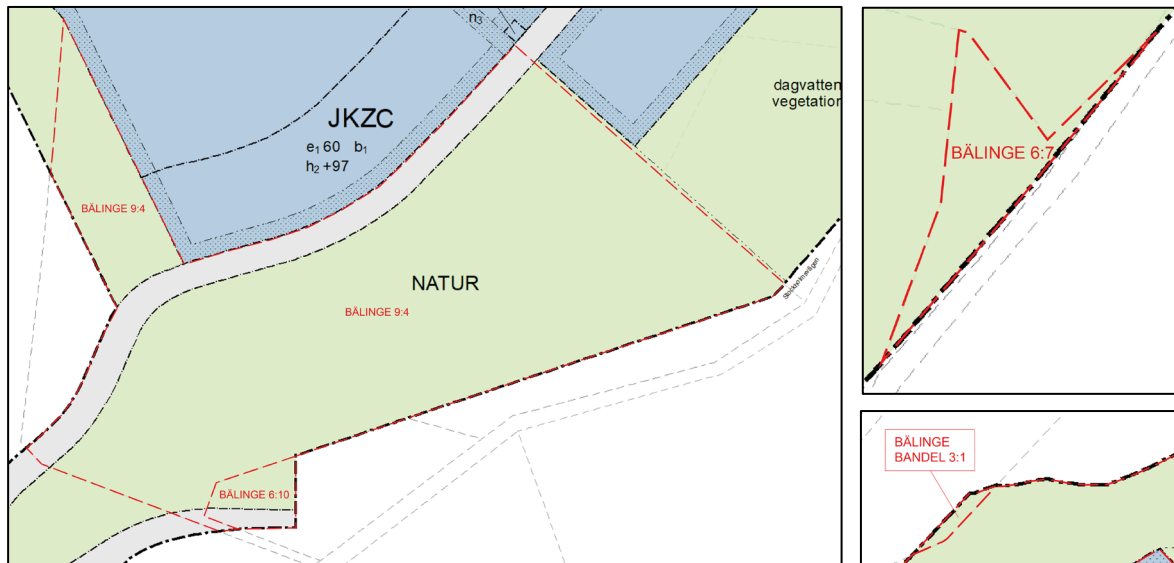 n3
JKZC
e1 60 b1
h2 +97
dagvatten
vegetation
BÄLINGE 9:4
NATUR
BÄLINGE 9:4
BÄLINGE 6:10
BÄLINGE 6:7
BÄLINGE
BANDEL 3:1